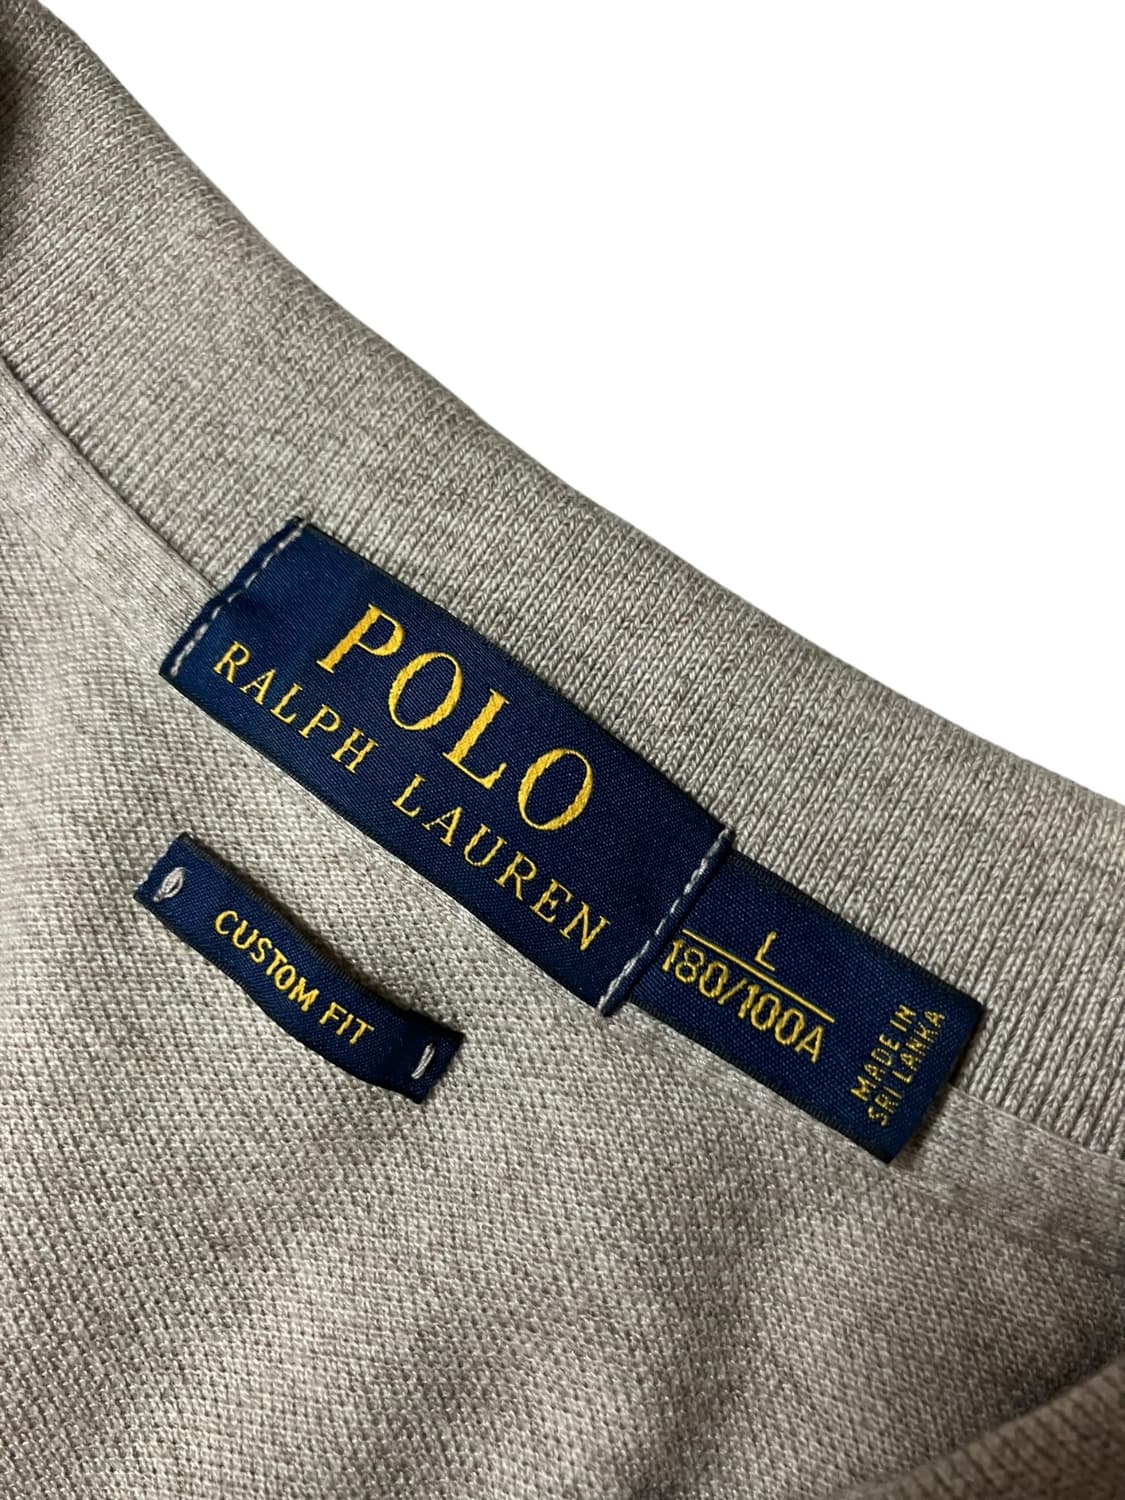 POLO
RALPH LAUREN
L
180/100A
MADE IN
SRI LANKA
CUSTOM FIT